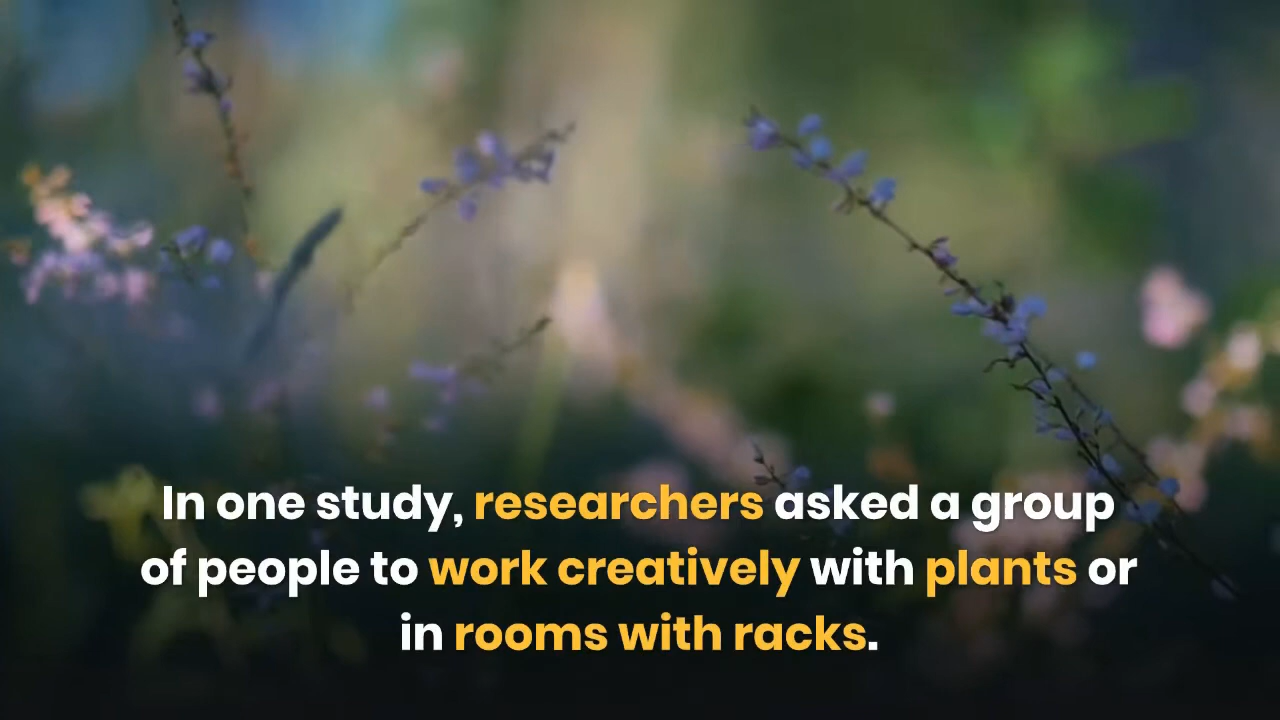 In one study, researchers asked a group
of people to work creatively with plants or
in rooms with racks.